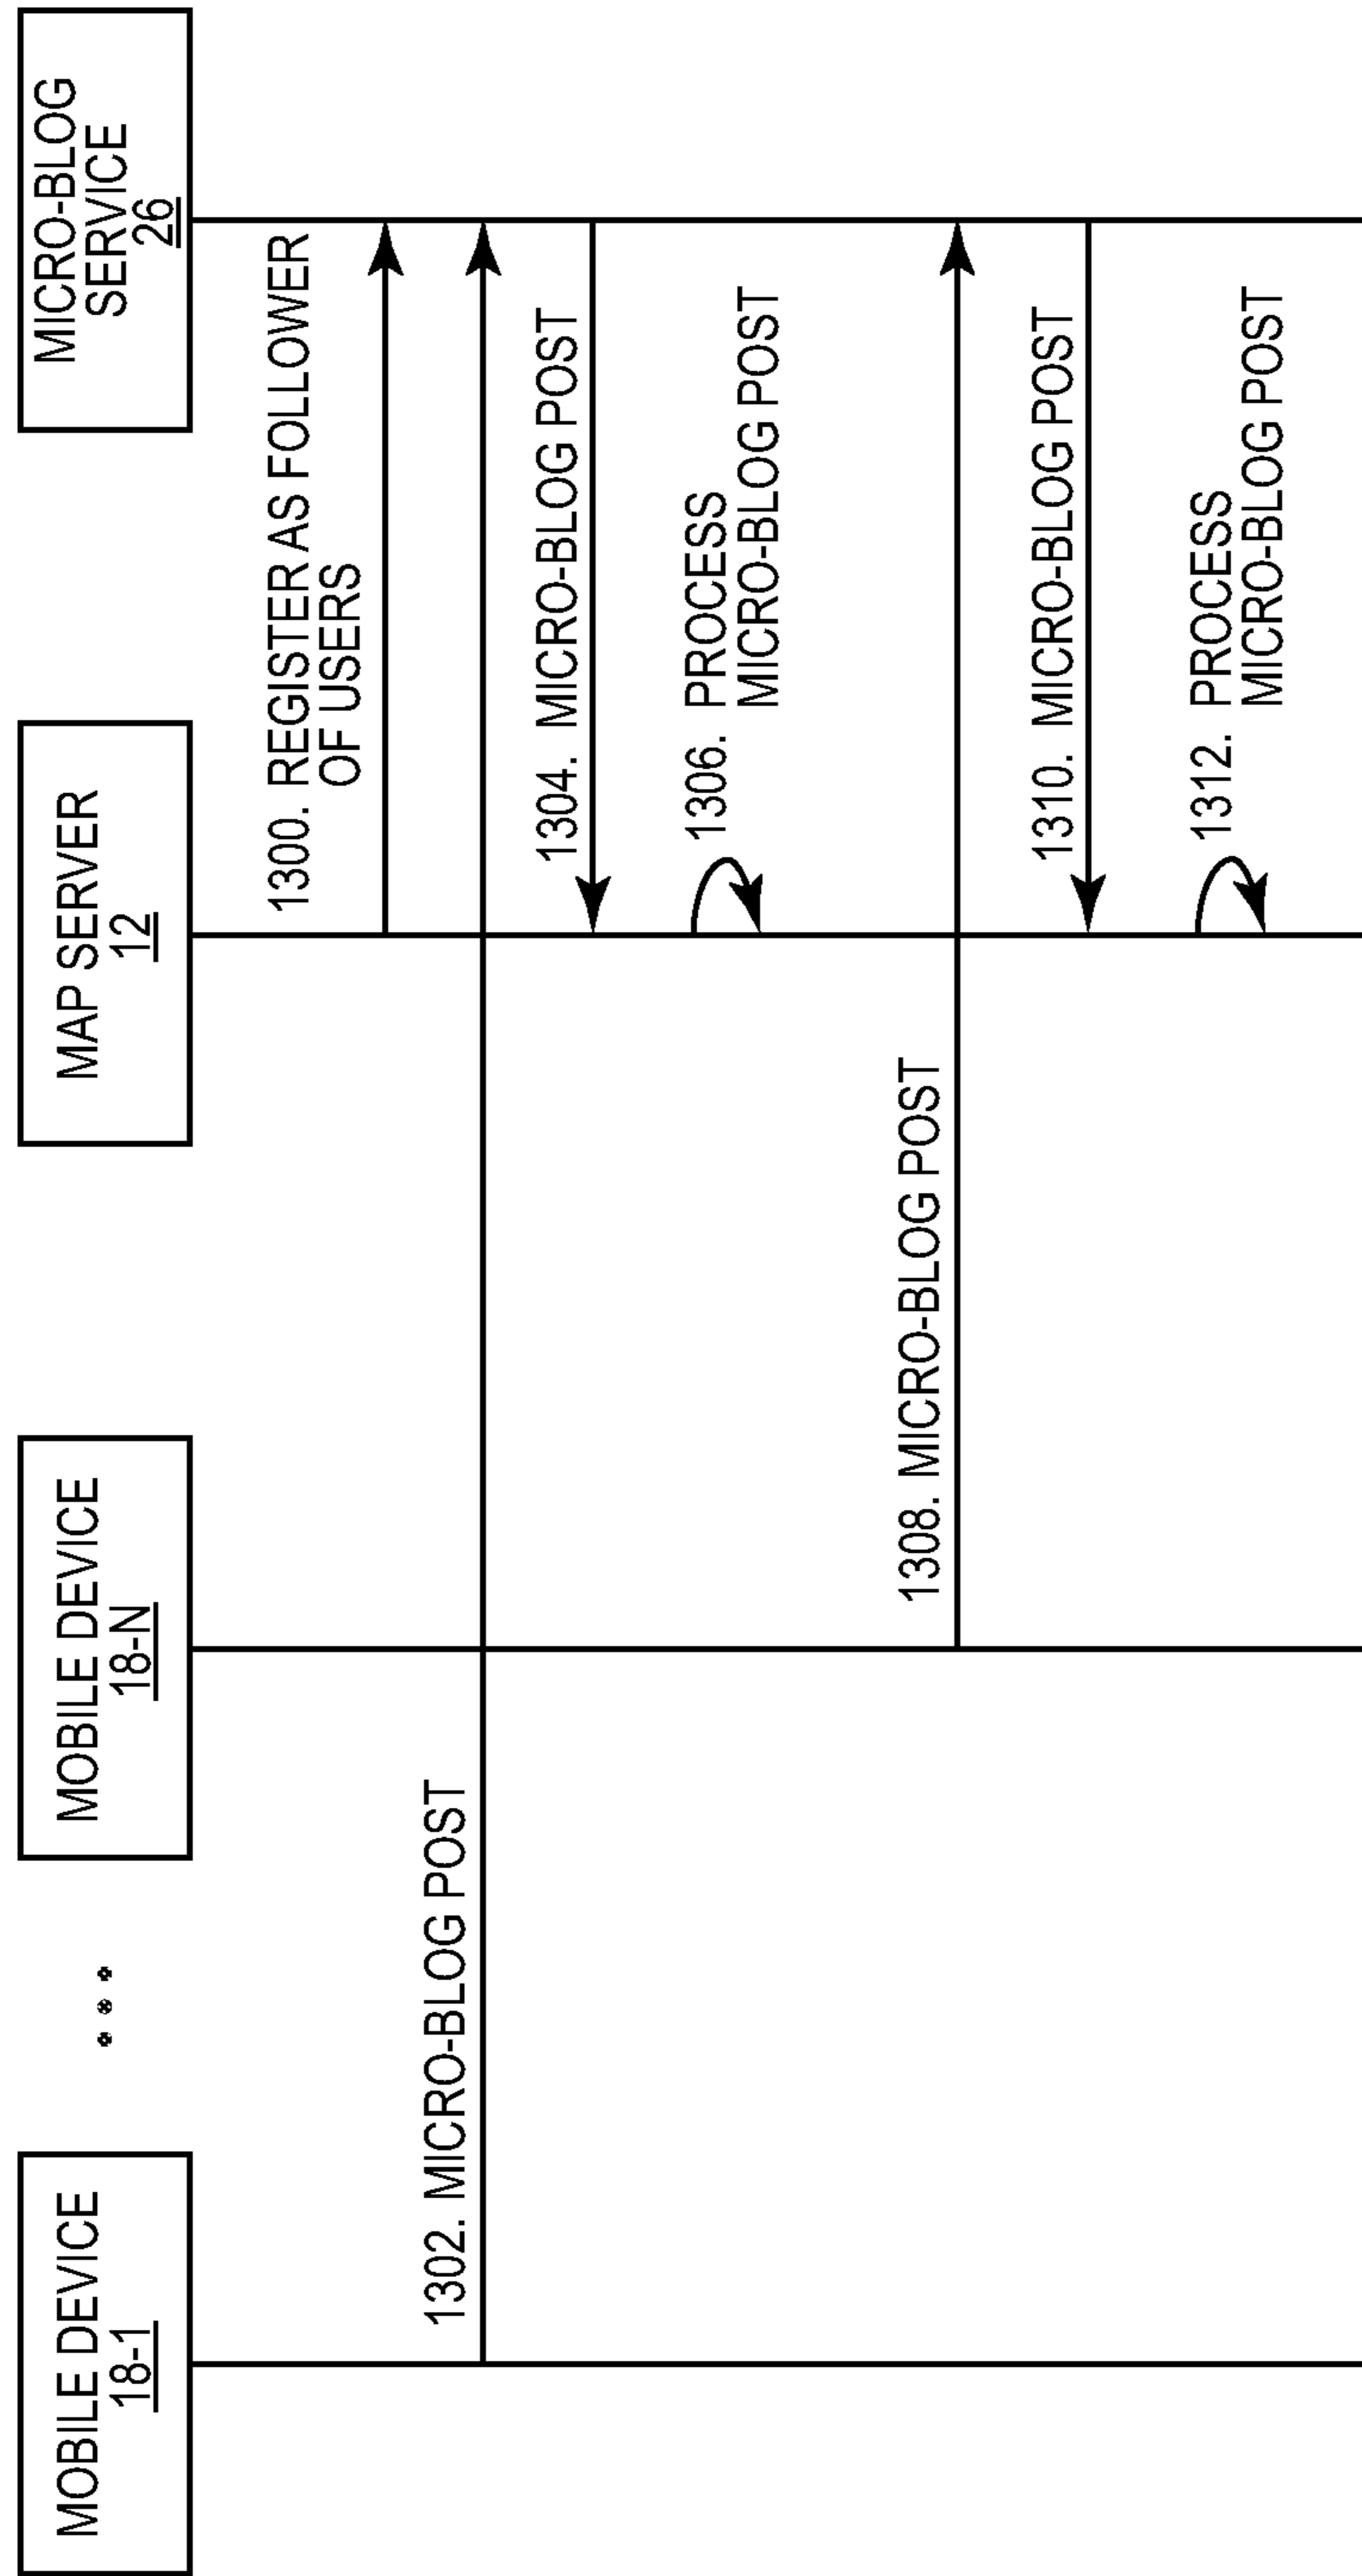 MOBILE DEVICE
18-1
MOBILE DEVICE
18-N
MAP SERVER
12
MICRO-BLOG
SERVICE
26
1300. REGISTER AS FOLLOWER
OF USERS
1302. MICRO-BLOG POST
1304. MICRO-BLOG POST
1306. PROCESS
MICRO-BLOG POST
1308. MICRO-BLOG POST
1310. MICRO-BLOG POST
1312. PROCESS
MICRO-BLOG POST